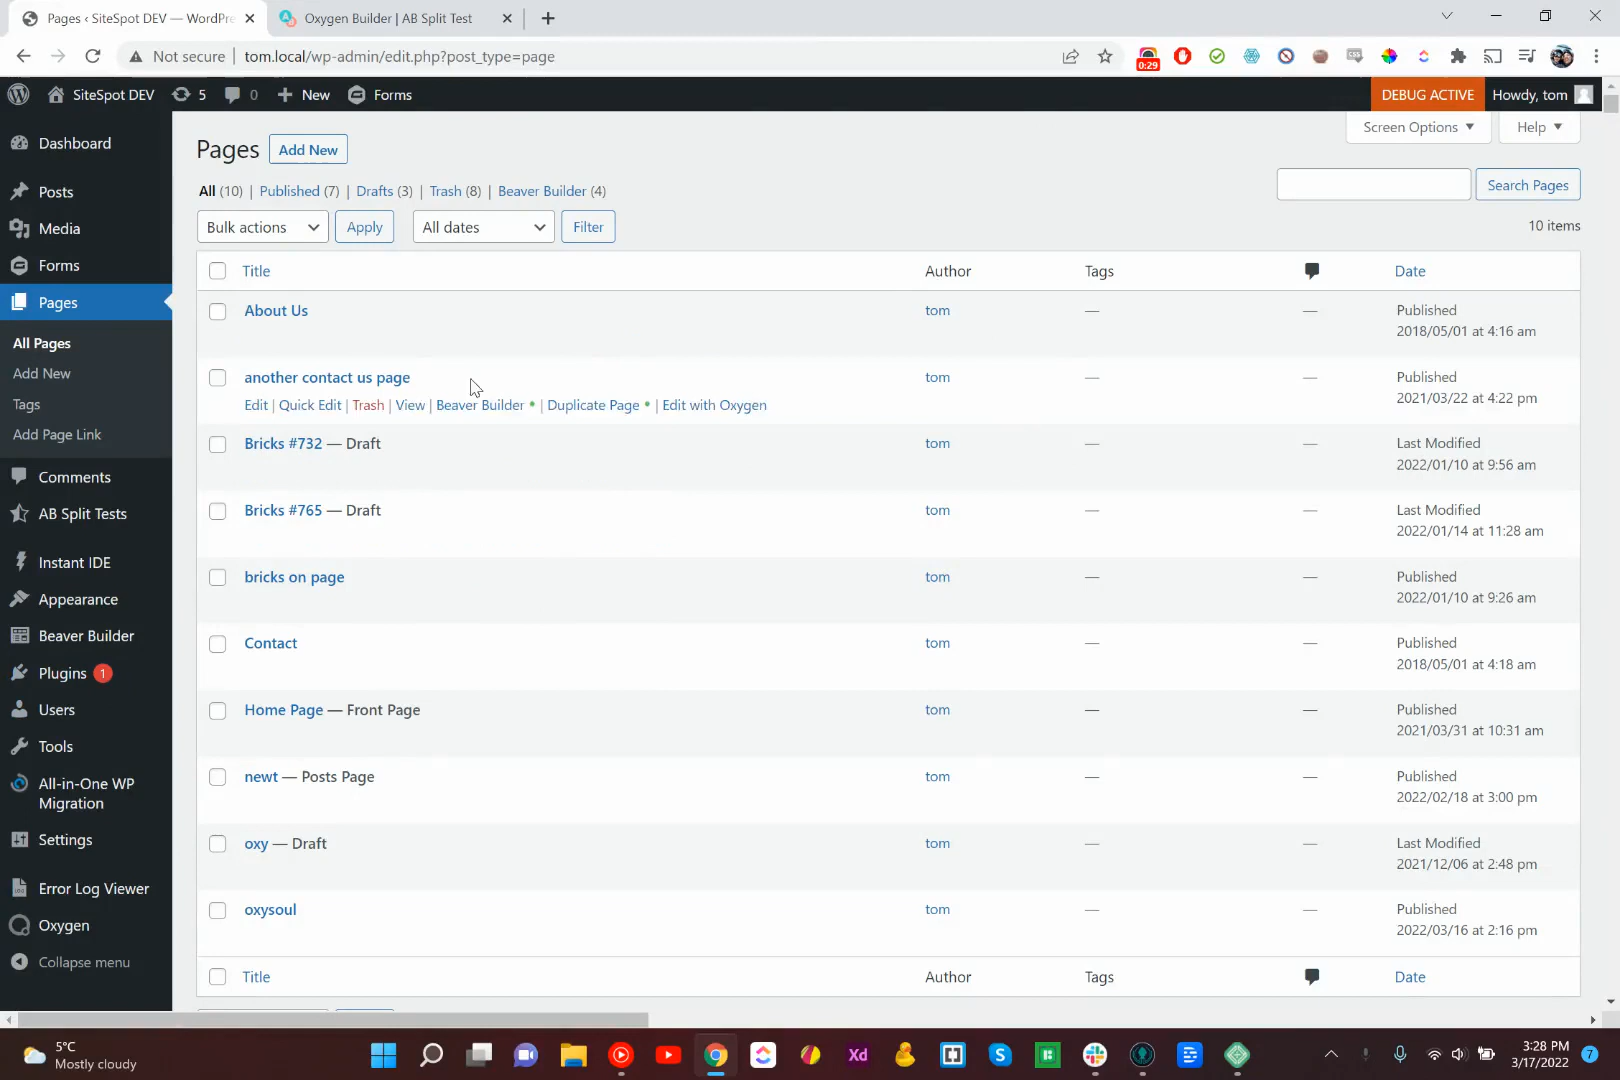 Pages ‹ SiteSpot DEV — WordPre
Oxygen Builder | AB Split Test
Not secure
tom.local/wp-admin/edit.php?post_type=page
0:29
SiteSpot DEV
5
0
New
Forms
DEBUG ACTIVE
Howdy, tom
Dashboard
Posts
Media
Forms
Pages
All Pages
Add New
Tags
Add Page Link
Comments
AB Split Tests
Instant IDE
Appearance
Beaver Builder
Plugins 1
Users
Tools
All-in-One WP
Migration
Settings
Error Log Viewer
Oxygen
Collapse menu
Screen Options
Help
Pages
Add New
All (10) | Published (7) | Drafts (3) | Trash (8) | Beaver Builder (4)
Search Pages
Bulk actions
Apply
All dates
Filter
10 items
Title Author Tags Date
About Us tom — — Published
2018/05/01 at 4:16 am
another contact us page tom — — Published
Edit | Quick Edit | Trash | View | Beaver Builder • | Duplicate Page • | Edit with Oxygen 2021/03/22 at 4:22 pm
Bricks #732 — Draft tom — — Last Modified
2022/01/10 at 9:56 am
Bricks #765 — Draft tom — — Last Modified
2022/01/14 at 11:28 am
bricks on page tom — — Published
2022/01/10 at 9:26 am
Contact tom — — Published
2018/05/01 at 4:18 am
Home Page — Front Page tom — — Published
2021/03/31 at 10:31 am
newt — Posts Page tom — — Published
2022/02/18 at 3:00 pm
oxy — Draft tom — — Last Modified
2021/12/06 at 2:48 pm
oxysoul tom — — Published
2022/03/16 at 2:16 pm
Title Author Tags Date
5°C
Mostly cloudy
Xd
3:28 PM
3/17/2022
7